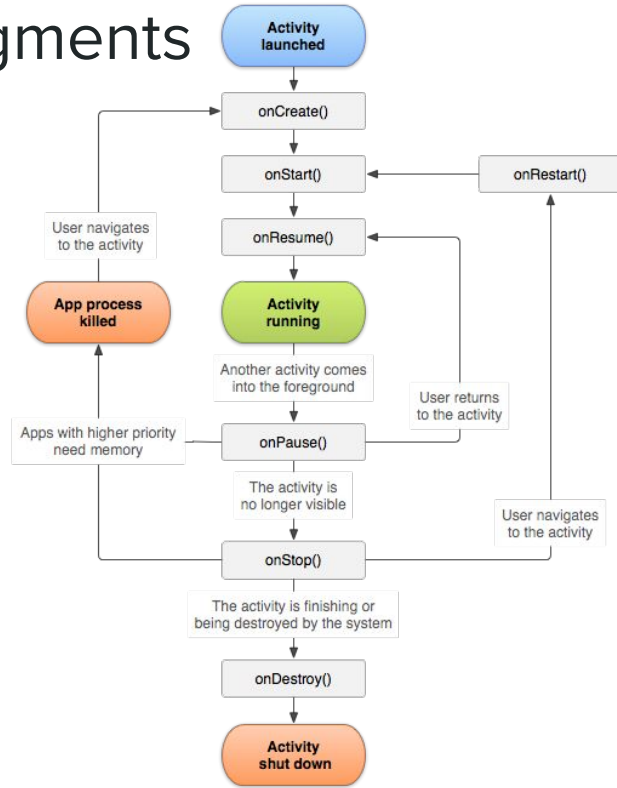 gments
Activity
launched
onCreate()
onStart()
onRestart()
User navigates
to the activity
onResume()
App process
killed
Activity
running
Another activity comes
into the foreground
User returns
to the activity
Apps with higher priority
need memory
onPause()
The activity is
no longer visible
User navigates
to the activity
onStop()
The activity is finishing or
being destroyed by the system
onDestroy()
Activity
shut down